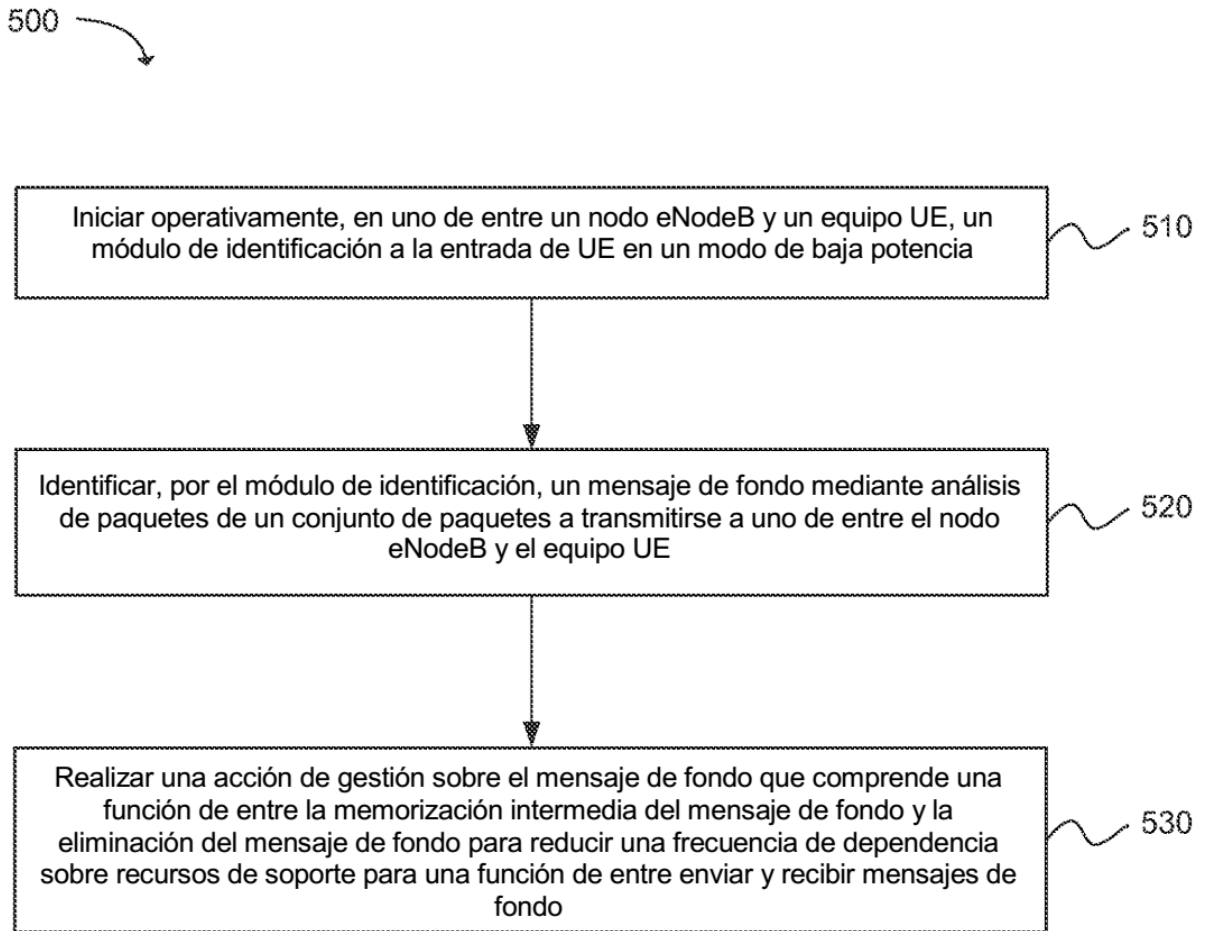 500
Iniciar operativamente, en uno de entre un nodo eNodeB y un equipo UE, un
módulo de identificación a la entrada de UE en un modo de baja potencia
510
Identificar, por el módulo de identificación, un mensaje de fondo mediante análisis
de paquetes de un conjunto de paquetes a transmitirse a uno de entre el nodo
eNodeB y el equipo UE
520
Realizar una acción de gestión sobre el mensaje de fondo que comprende una
función de entre la memorización intermedia del mensaje de fondo y la
eliminación del mensaje de fondo para reducir una frecuencia de dependencia
sobre recursos de soporte para una función de entre enviar y recibir mensajes de
fondo
530